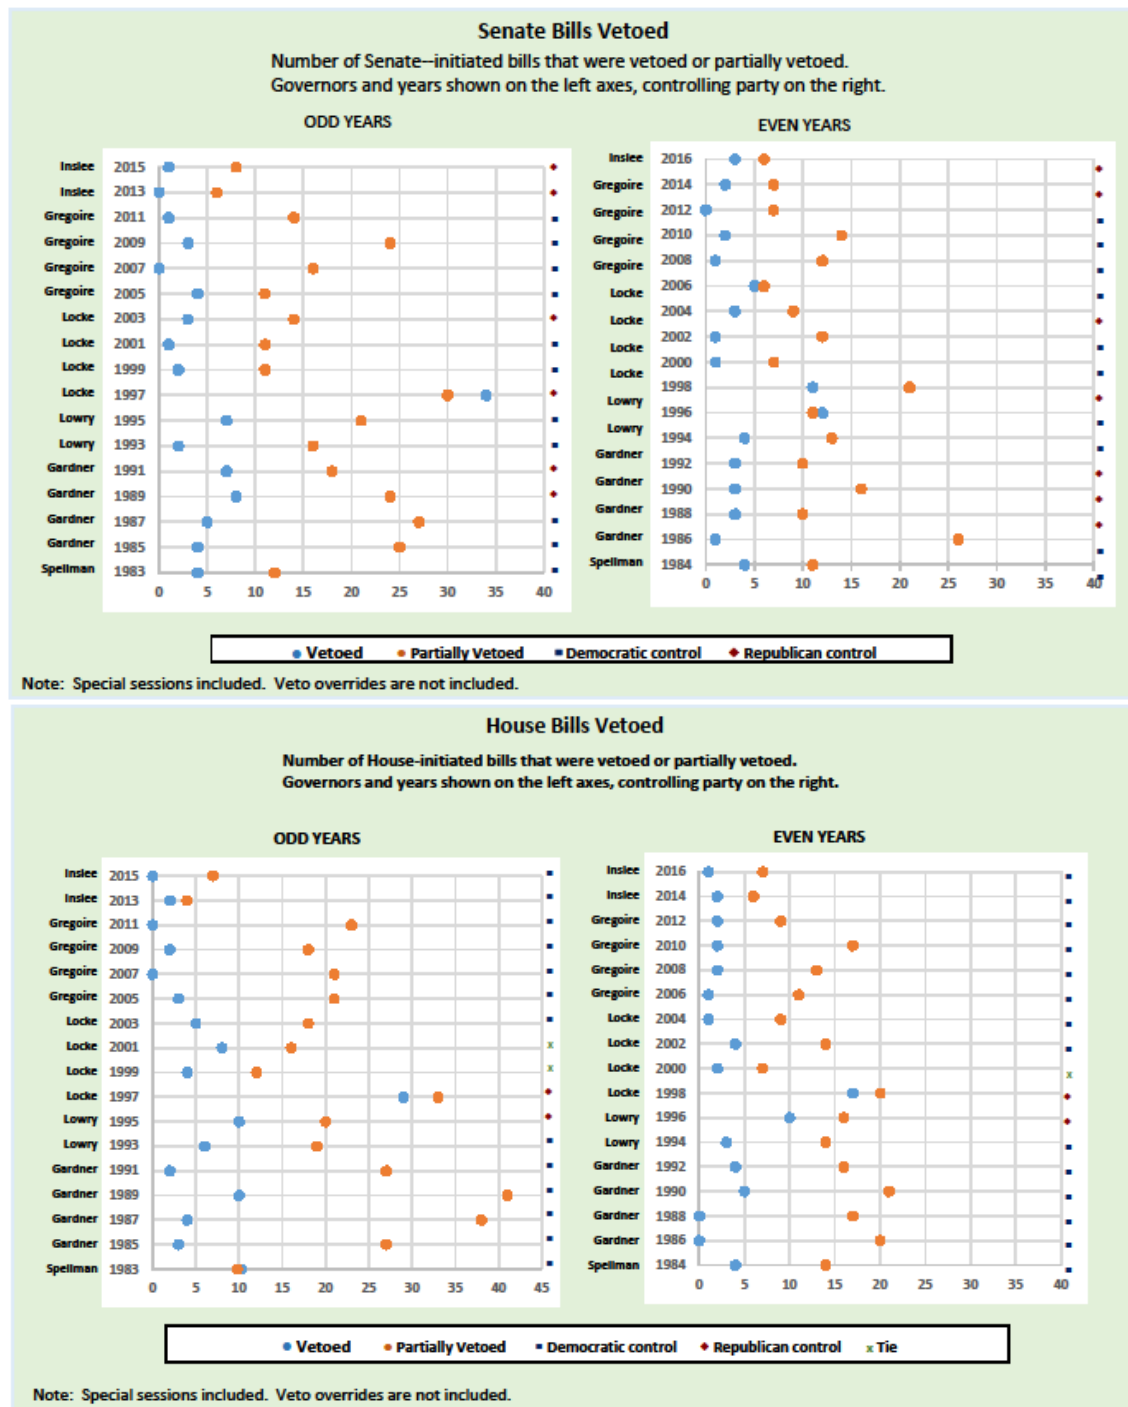 Senate Bills Vetoed
Number of Senate--initiated bills that were vetoed or partially vetoed.
Governors and years shown on the left axes, controlling party on the right.
ODD YEARS
Inslee 2015
Inslee 2013
Gregoire 2011
Gregoire 2009
Gregoire 2007
Gregoire 2005
Locke 2003
Locke 2001
Locke 1999
Locke 1997
Lowry 1995
Lowry 1993
Gardner 1991
Gardner 1989
Gardner 1987
Gardner 1985
Spellman 1983
0 5 10 15 20 25 30 35 40
EVEN YEARS
Inslee 2016
Gregoire 2014
Gregoire 2012
Gregoire 2010
Gregoire 2008
Locke 2006
Locke 2004
Locke 2002
Locke 2000
Lowry 1998
Lowry 1996
Gardner 1994
Gardner 1992
Gardner 1990
Gardner 1988
Spellman 1986
1984
0 5 10 15 20 25 30 35 40
Vetoed Partially Vetoed Democratic control Republican control
Note: Special sessions included. Veto overrides are not included.
House Bills Vetoed
Number of House-initiated bills that were vetoed or partially vetoed.
Governors and years shown on the left axes, controlling party on the right.
ODD YEARS
Inslee 2015
Inslee 2013
Gregoire 2011
Gregoire 2009
Gregoire 2007
Gregoire 2005
Locke 2003
Locke 2001 x
Locke 1999 x
Locke 1997
Lowry 1995
Lowry 1993
Gardner 1991
Gardner 1989
Gardner 1987
Gardner 1985
Spellman 1983
0 5 10 15 20 25 30 35 40 45
EVEN YEARS
Inslee 2016
Inslee 2014
Gregoire 2012
Gregoire 2010
Gregoire 2008
Gregoire 2006
Locke 2004
Locke 2002
Locke 2000 x
Locke 1998
Lowry 1996
Lowry 1994
Gardner 1992
Gardner 1990
Gardner 1988
Gardner 1986
Spellman 1984
0 5 10 15 20 25 30 35 40
Vetoed Partially Vetoed Democratic control Republican control x Tie
Note: Special sessions included. Veto overrides are not included.